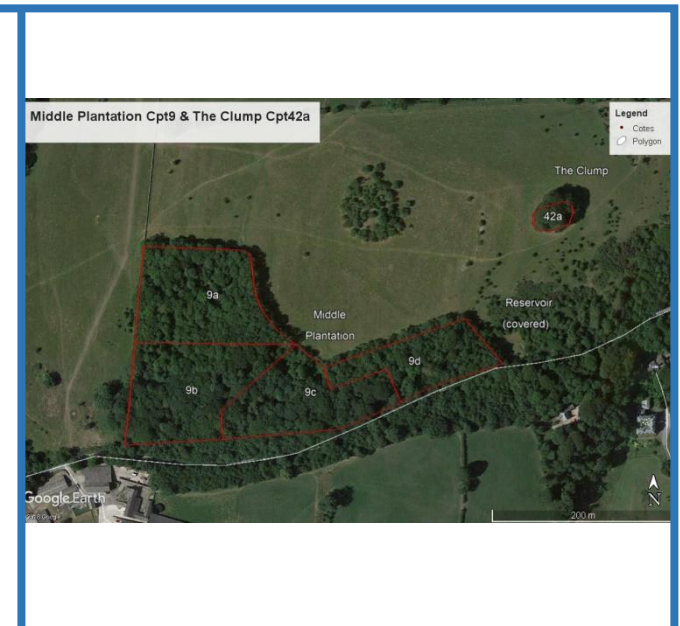 Middle Plantation Cpt9 & The Clump Cpt42a
Legend
Cotes
Polygon
The Clump
42a
9a
Middle
Plantation
Reservoir
(covered)
9d
9b
9c
Google Earth
N
200 m